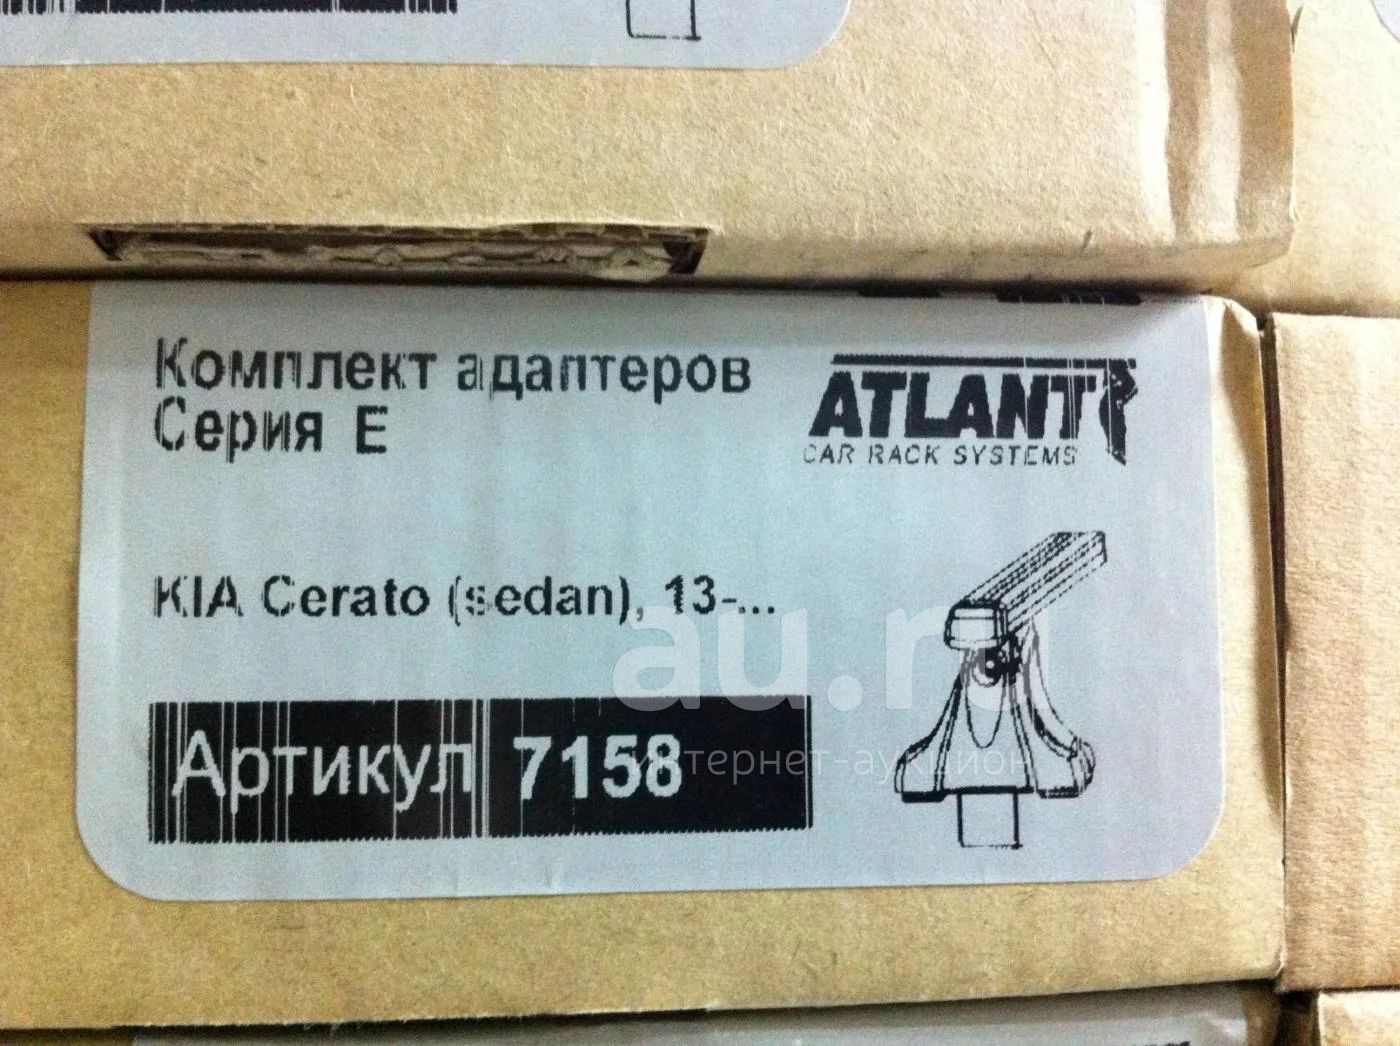 Комплект адаптеров
Серия E
ATLANT
CAR RACK SYSTEMS
KIA Cerato (sedan), 13-...
au.ru
интернет-аукцион
Артикул 7158